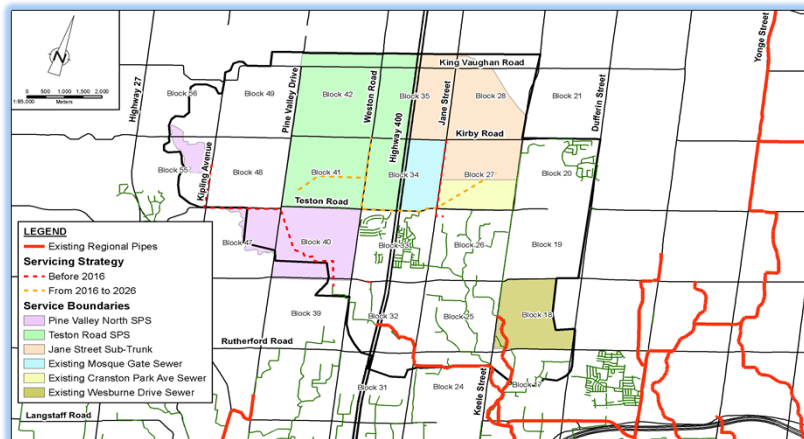 N
1:85,000
0 500 1,000 1,500 2,000
Meters
King Vaughan Road
Block 56
Block 49
Block 42
Block 35
Block 28
Block 21
Highway 27
Pine Valley Drive
Weston Road
Highway 400
Jane Street
Dufferin Street
Yonge Street
Kirby Road
Block 55
Kipling Avenue
Block 48
Block 41
Block 34
Block 27
Block 20
Teston Road
Block 47
Block 40
Block 33
Block 26
Block 19
Block 39
Block 32
Block 25
Block 18
Rutherford Road
Block 31
Block 24
Keele Street
Block 17
Langstaff Road
LEGEND
Existing Regional Pipes
Servicing Strategy
Before 2016
From 2016 to 2026
Service Boundaries
Pine Valley North SPS
Teston Road SPS
Jane Street Sub-Trunk
Existing Mosque Gate Sewer
Existing Cranston Park Ave Sewer
Existing Wesburne Drive Sewer